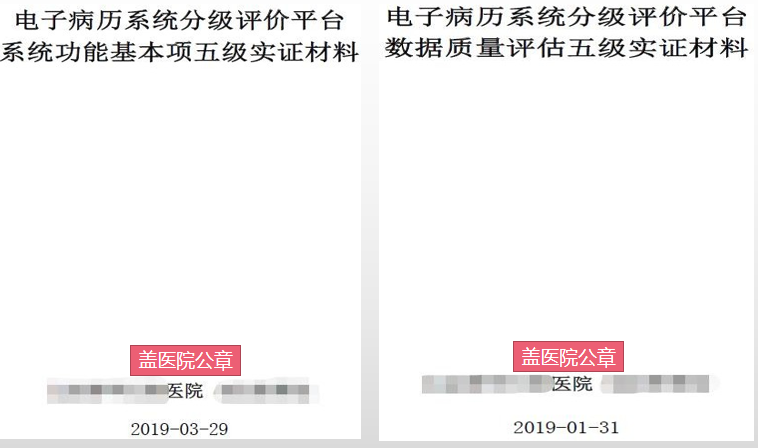 电子病历系统分级评价平台
系统功能基本项五级实证材料
盖医院公章
医院
2019-03-29
电子病历系统分级评价平台
数据质量评估五级实证材料
盖医院公章
医院
2019-01-31